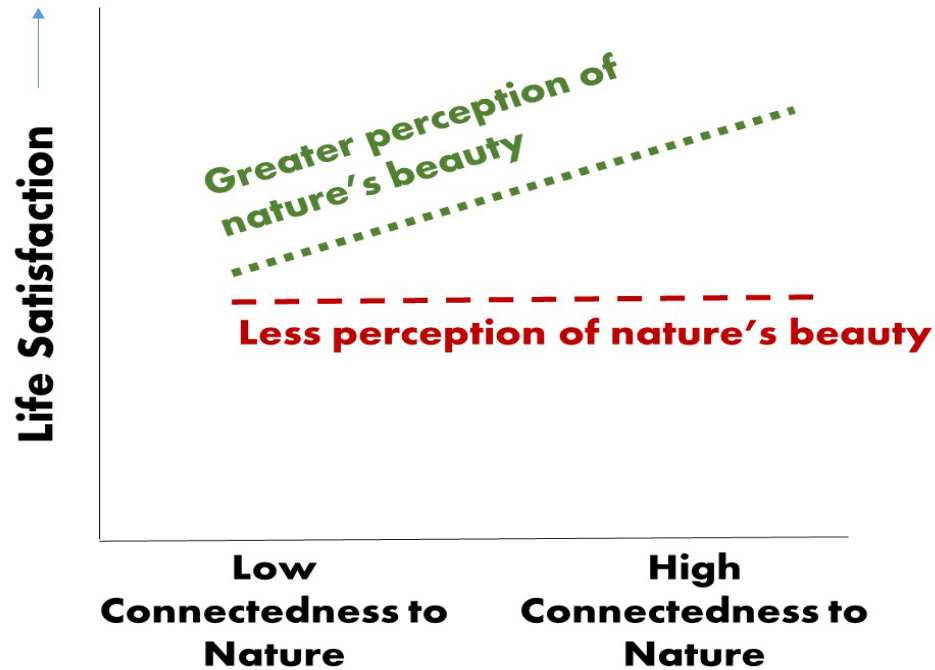 Life Satisfaction
Greater perception of
nature's beauty
Less perception of nature's beauty
Low
Connectedness to
Nature
High
Connectedness to
Nature